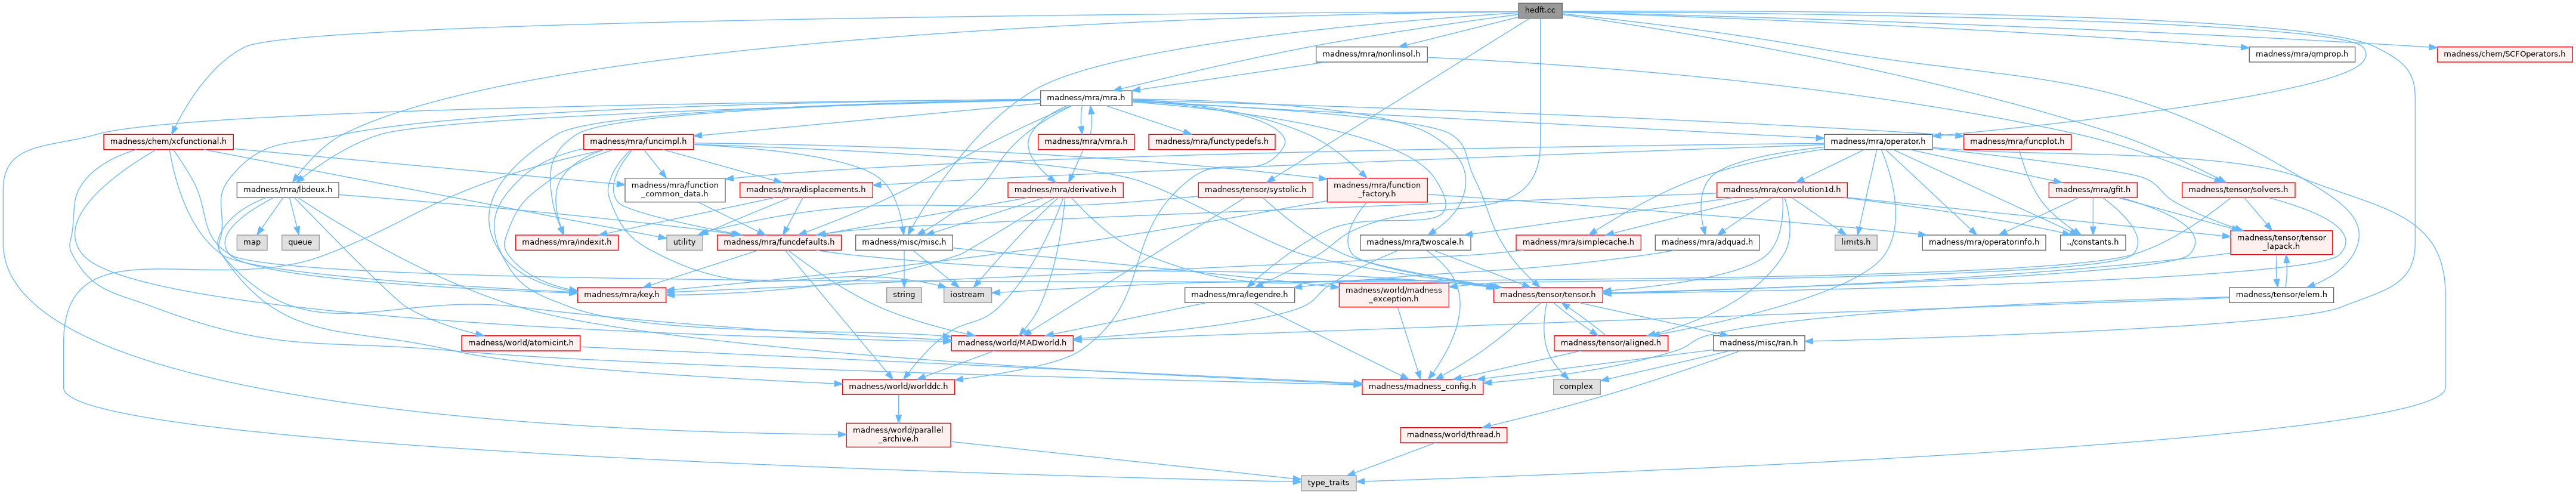 hedft.cc
madness/mra/nonlinsol.h
madness/mra/qmprop.h
madness/chem/SCFOperators.h
madness/mra/mra.h
madness/chem/xcfunctional.h
madness/mra/funcimpl.h
madness/mra/vmra.h
madness/mra/functypedefs.h
madness/mra/operator.h
madness/mra/funcplot.h
madness/mra/lbdeux.h
madness/mra/function
_common_data.h
madness/mra/displacements.h
madness/mra/derivative.h
madness/tensor/systolic.h
madness/mra/function
_factory.h
madness/mra/convolution1d.h
madness/mra/gfit.h
madness/tensor/solvers.h
map
queue
madness/mra/indexit.h
utility
madness/mra/funcdefaults.h
madness/misc/misc.h
madness/mra/twoscale.h
madness/mra/simplecache.h
madness/mra/adquad.h
limits.h
madness/mra/operatorinfo.h
../constants.h
madness/tensor/tensor
_lapack.h
madness/mra/key.h
string
iostream
madness/mra/legendre.h
madness/world/madness
_exception.h
madness/tensor/tensor.h
madness/tensor/elem.h
madness/world/atomicint.h
madness/world/MADworld.h
madness/tensor/aligned.h
madness/misc/ran.h
madness/world/worlddc.h
madness/madness_config.h
complex
madness/world/parallel
_archive.h
madness/world/thread.h
type_traits